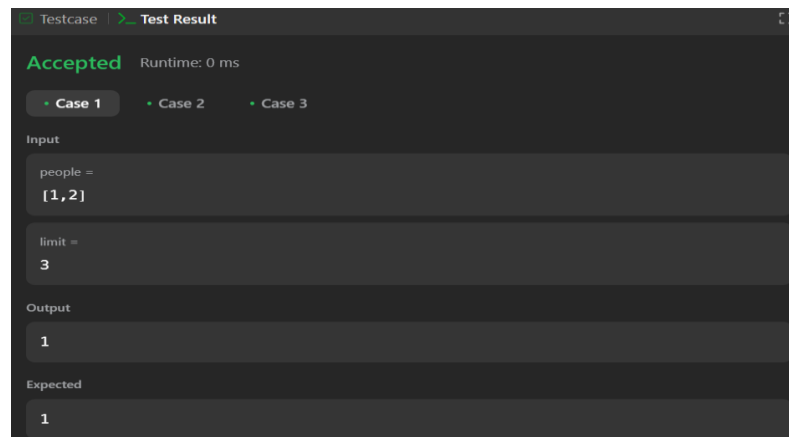 Testcase | >_ Test Result
Accepted Runtime: 0 ms
• Case 1 • Case 2 • Case 3
Input
people =
[1,2]
limit =
3
Output
1
Expected
1